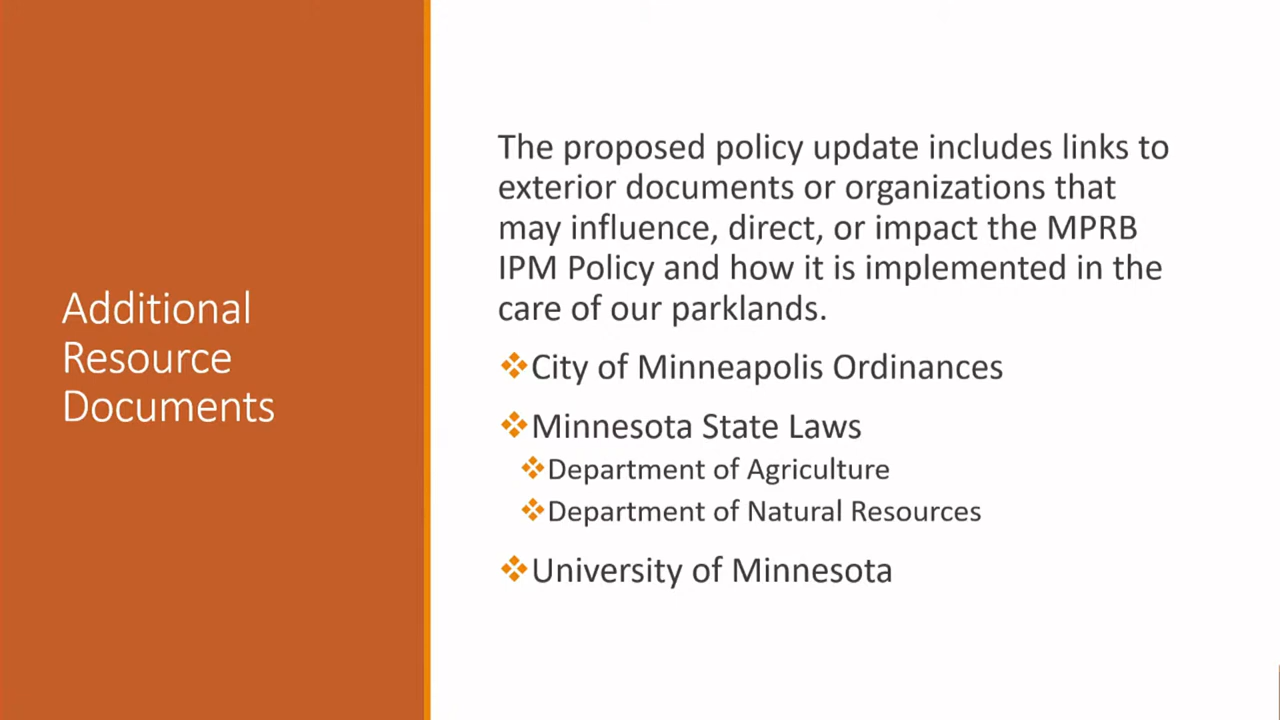 Additional
Resource
Documents
The proposed policy update includes links to
exterior documents or organizations that
may influence, direct, or impact the MPRB
IPM Policy and how it is implemented in the
care of our parklands.
❖City of Minneapolis Ordinances
❖Minnesota State Laws
❖Department of Agriculture
❖Department of Natural Resources
❖University of Minnesota